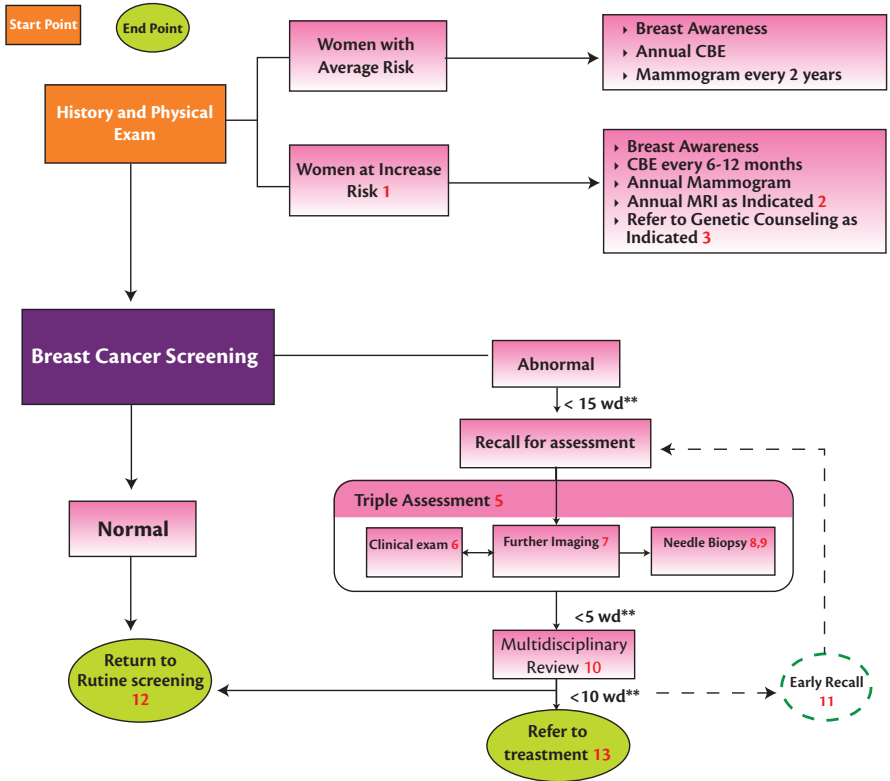 Start Point
End Point
Women with
Average Risk
‣ Breast Awareness
‣ Annual CBE
‣ Mammogram every 2 years
History and Physical
Exam
Women at Increase
Risk 1
‣ Breast Awareness
‣ CBE every 6-12 months
‣ Annual Mammogram
‣ Annual MRI as Indicated 2
‣ Refer to Genetic Counseling as
Indicated 3
Breast Cancer Screening
Abnormal
< 15 wd**
Recall for assessment
Triple Assessment 5
Clinical exam 6
Further Imaging 7
Needle Biopsy 8,9
Normal
<5 wd**
Multidisciplinary
Review 10
Return to
Rutine screening
12
<10 wd**
Early Recall
11
Refer to
treastment 13